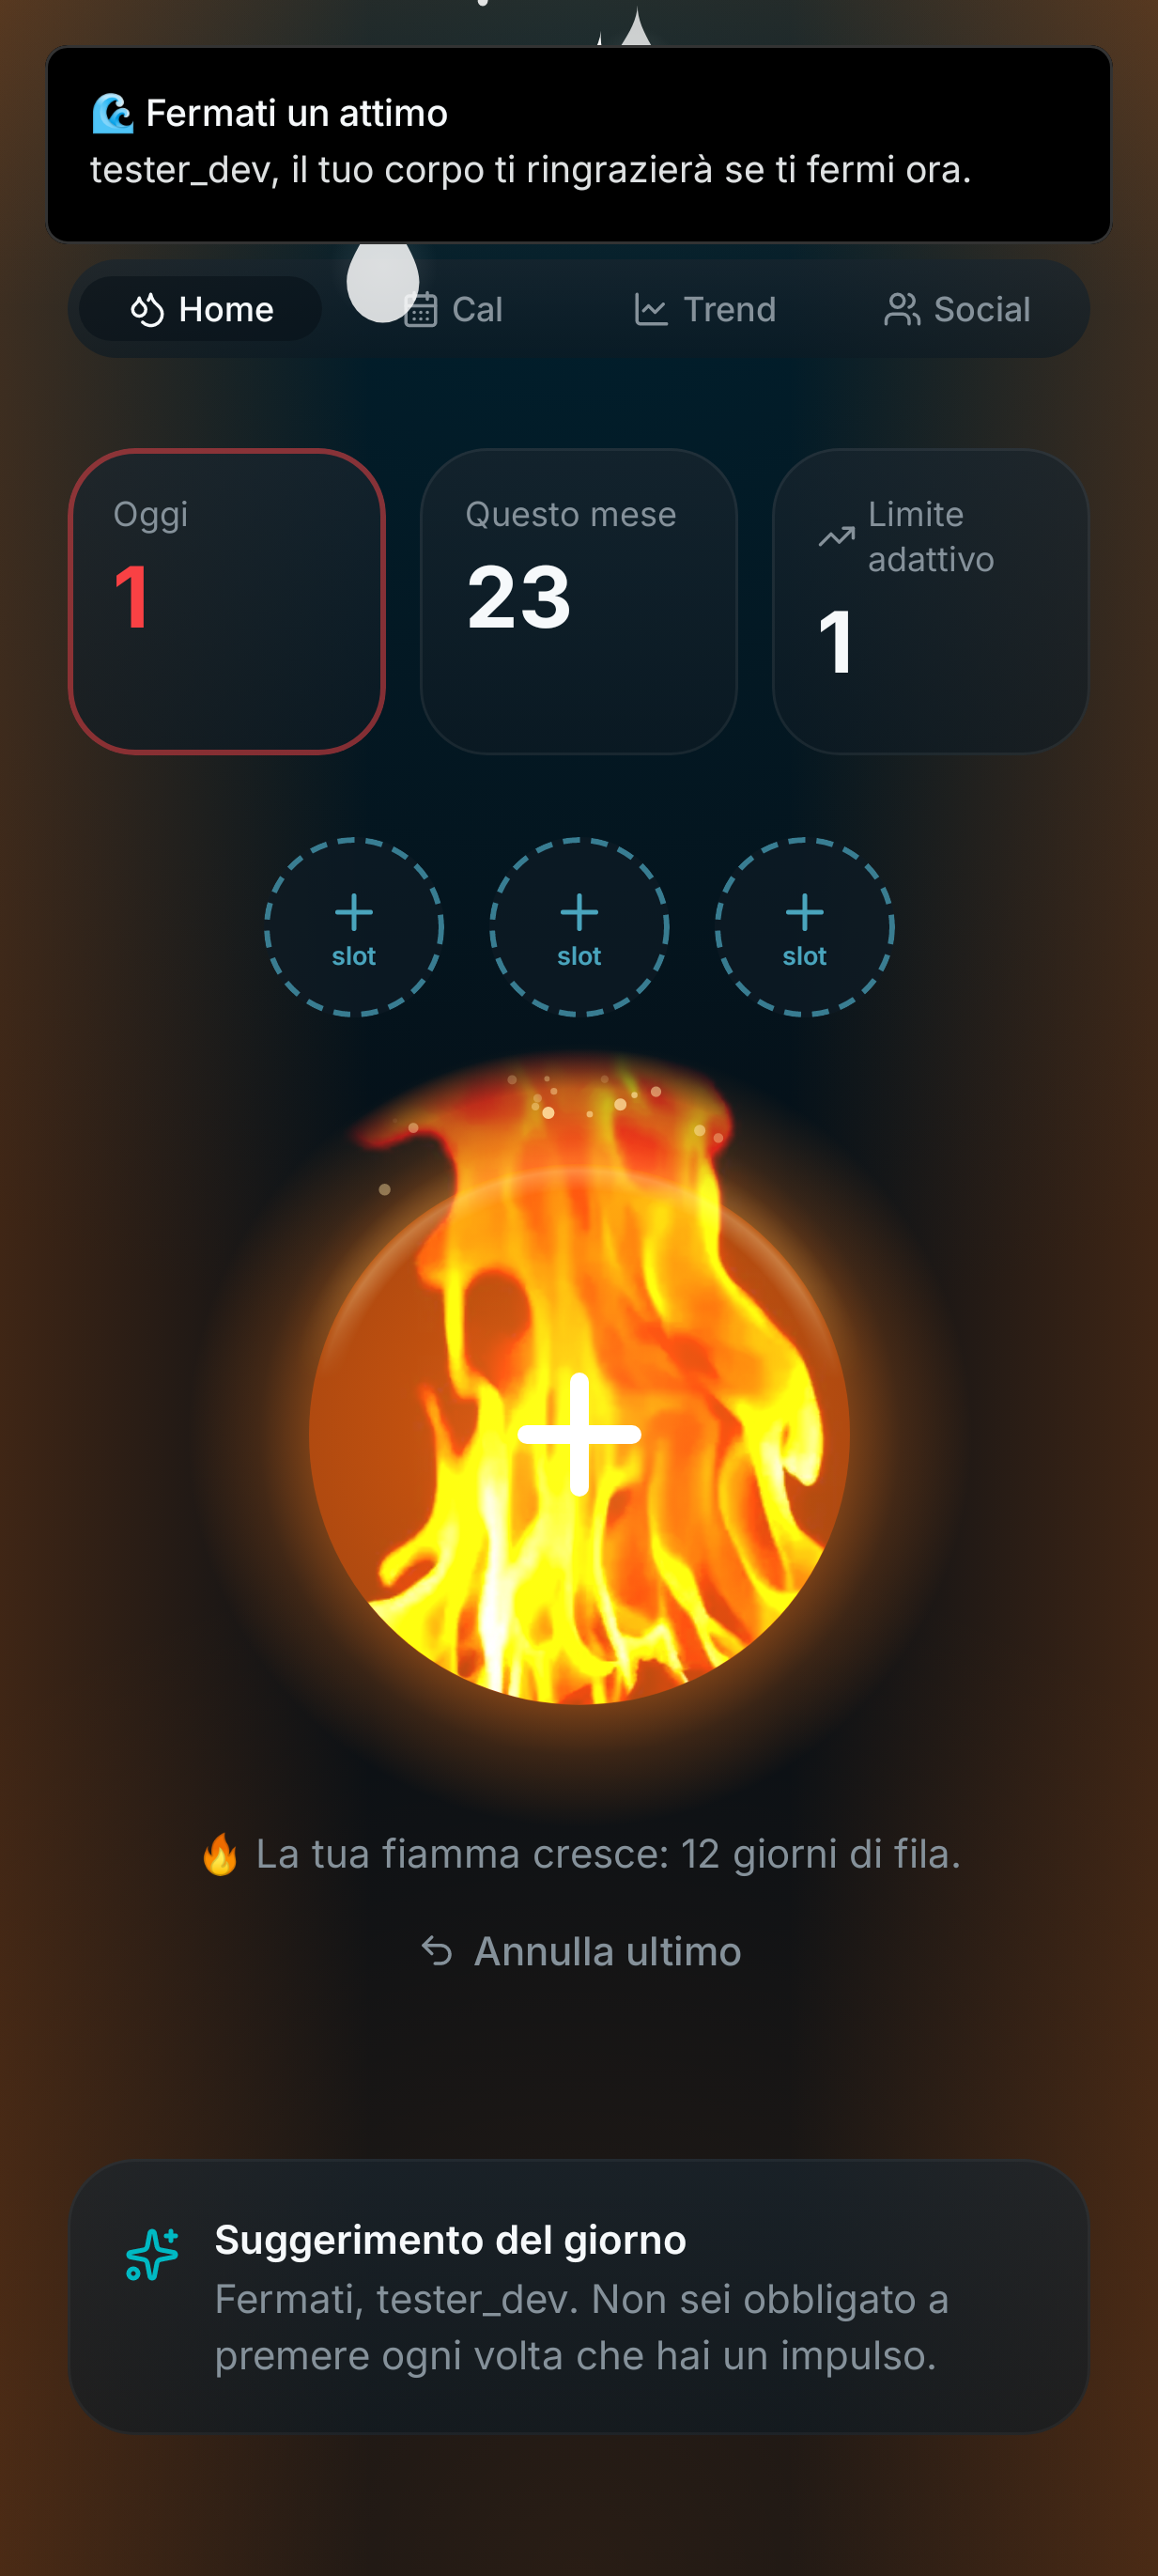 🌊 Fermati un attimo
tester_dev, il tuo corpo ti ringrazierà se ti fermi ora.
Home
Cal
Trend
Social
Oggi
1
Questo mese
23
Limite
adattivo
1
slot
slot
slot
🔥 La tua fiamma cresce: 12 giorni di fila.
Annulla ultimo
Suggerimento del giorno
Fermati, tester_dev. Non sei obbligato a
premere ogni volta che hai un impulso.